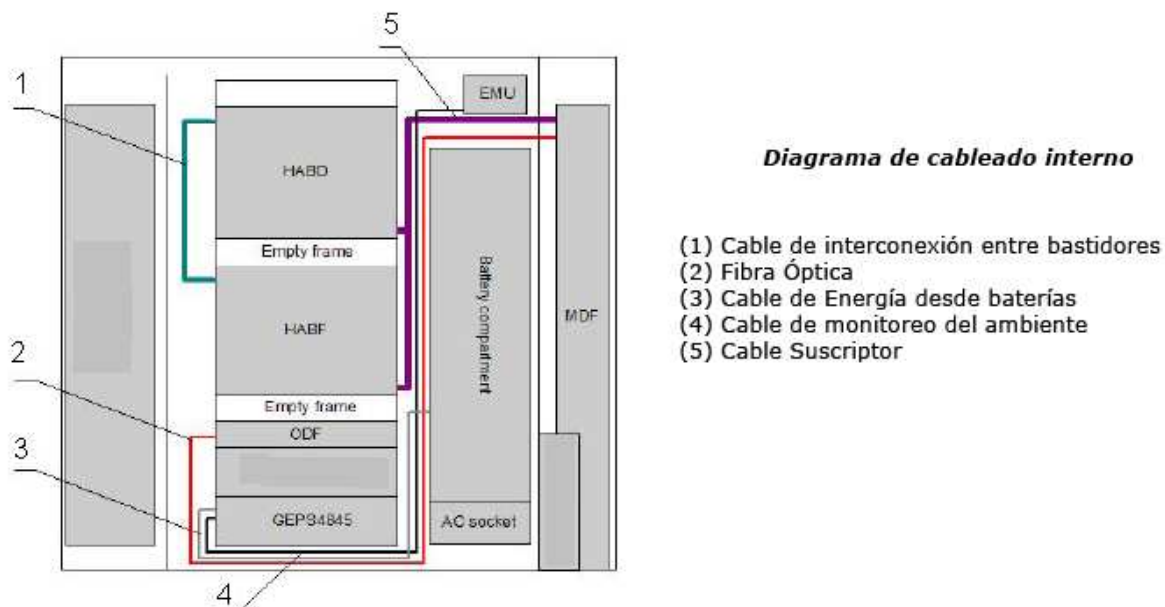 5
EMU
1
HABD
Diagrama de cableado interno
Empty frame
(1) Cable de interconexión entre bastidores
(2) Fibra Óptica
(3) Cable de Energía desde baterías
(4) Cable de monitoreo del ambiente
(5) Cable Suscriptor
Battery compartment
MDF
HABF
2
Empty frame
ODF
3
GEPS4845
AC socket
4